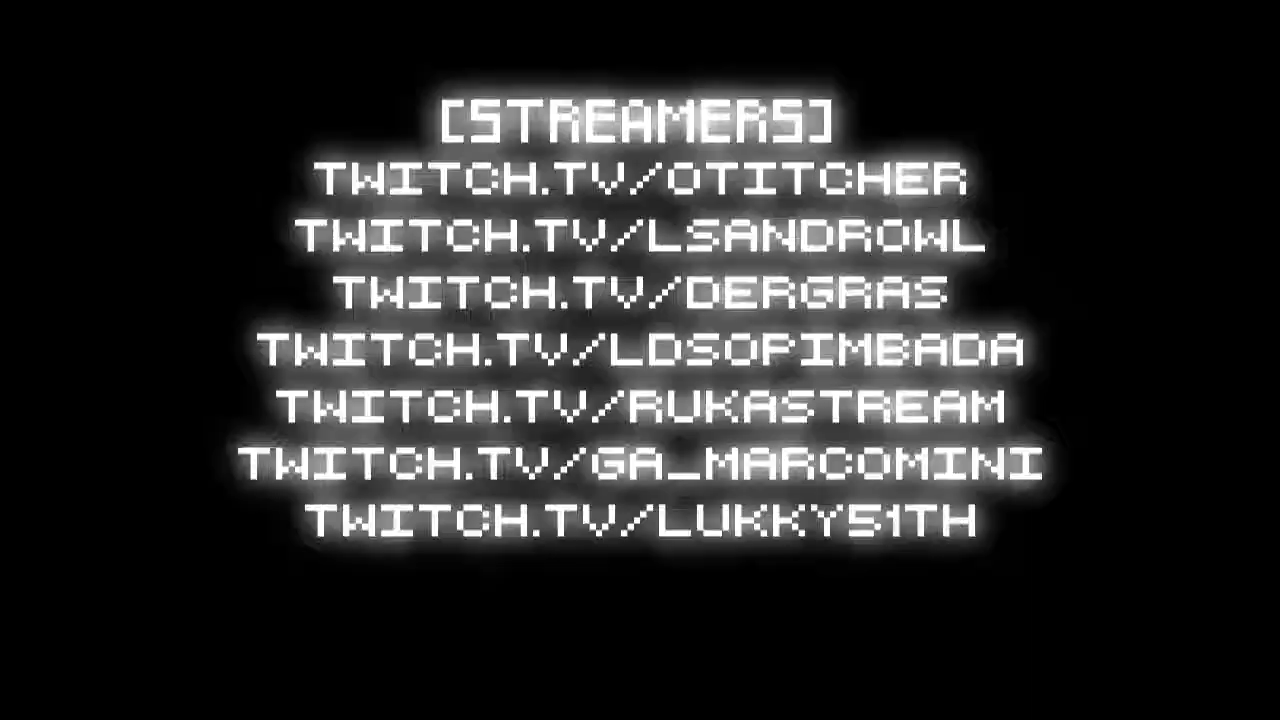 [STREAMERS]
TWITCH.TV/OTITCHER
TWITCH.TV/LSANDROWL
TWITCH.TV/DERGRAS
TWITCH.TV/LDSOPIMBADA
TWITCH.TV/RUKASTREAM
TWITCH.TV/GA_MARCOMINI
TWITCH.TV/LUKKY51TH